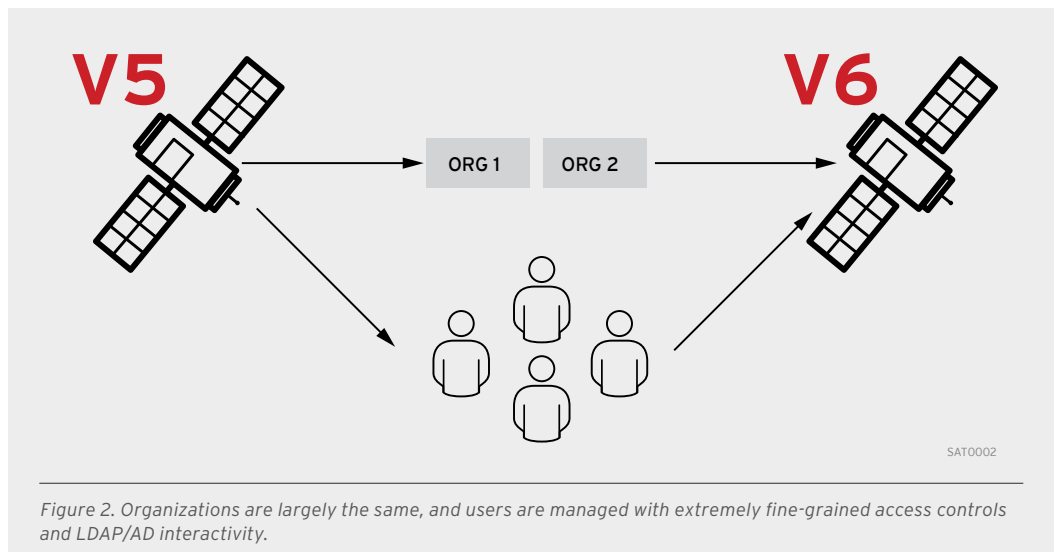 V5
V6
ORG 1
ORG 2
SAT0002
Figure 2. Organizations are largely the same, and users are managed with extremely fine-grained access controls
and LDAP/AD interactivity.